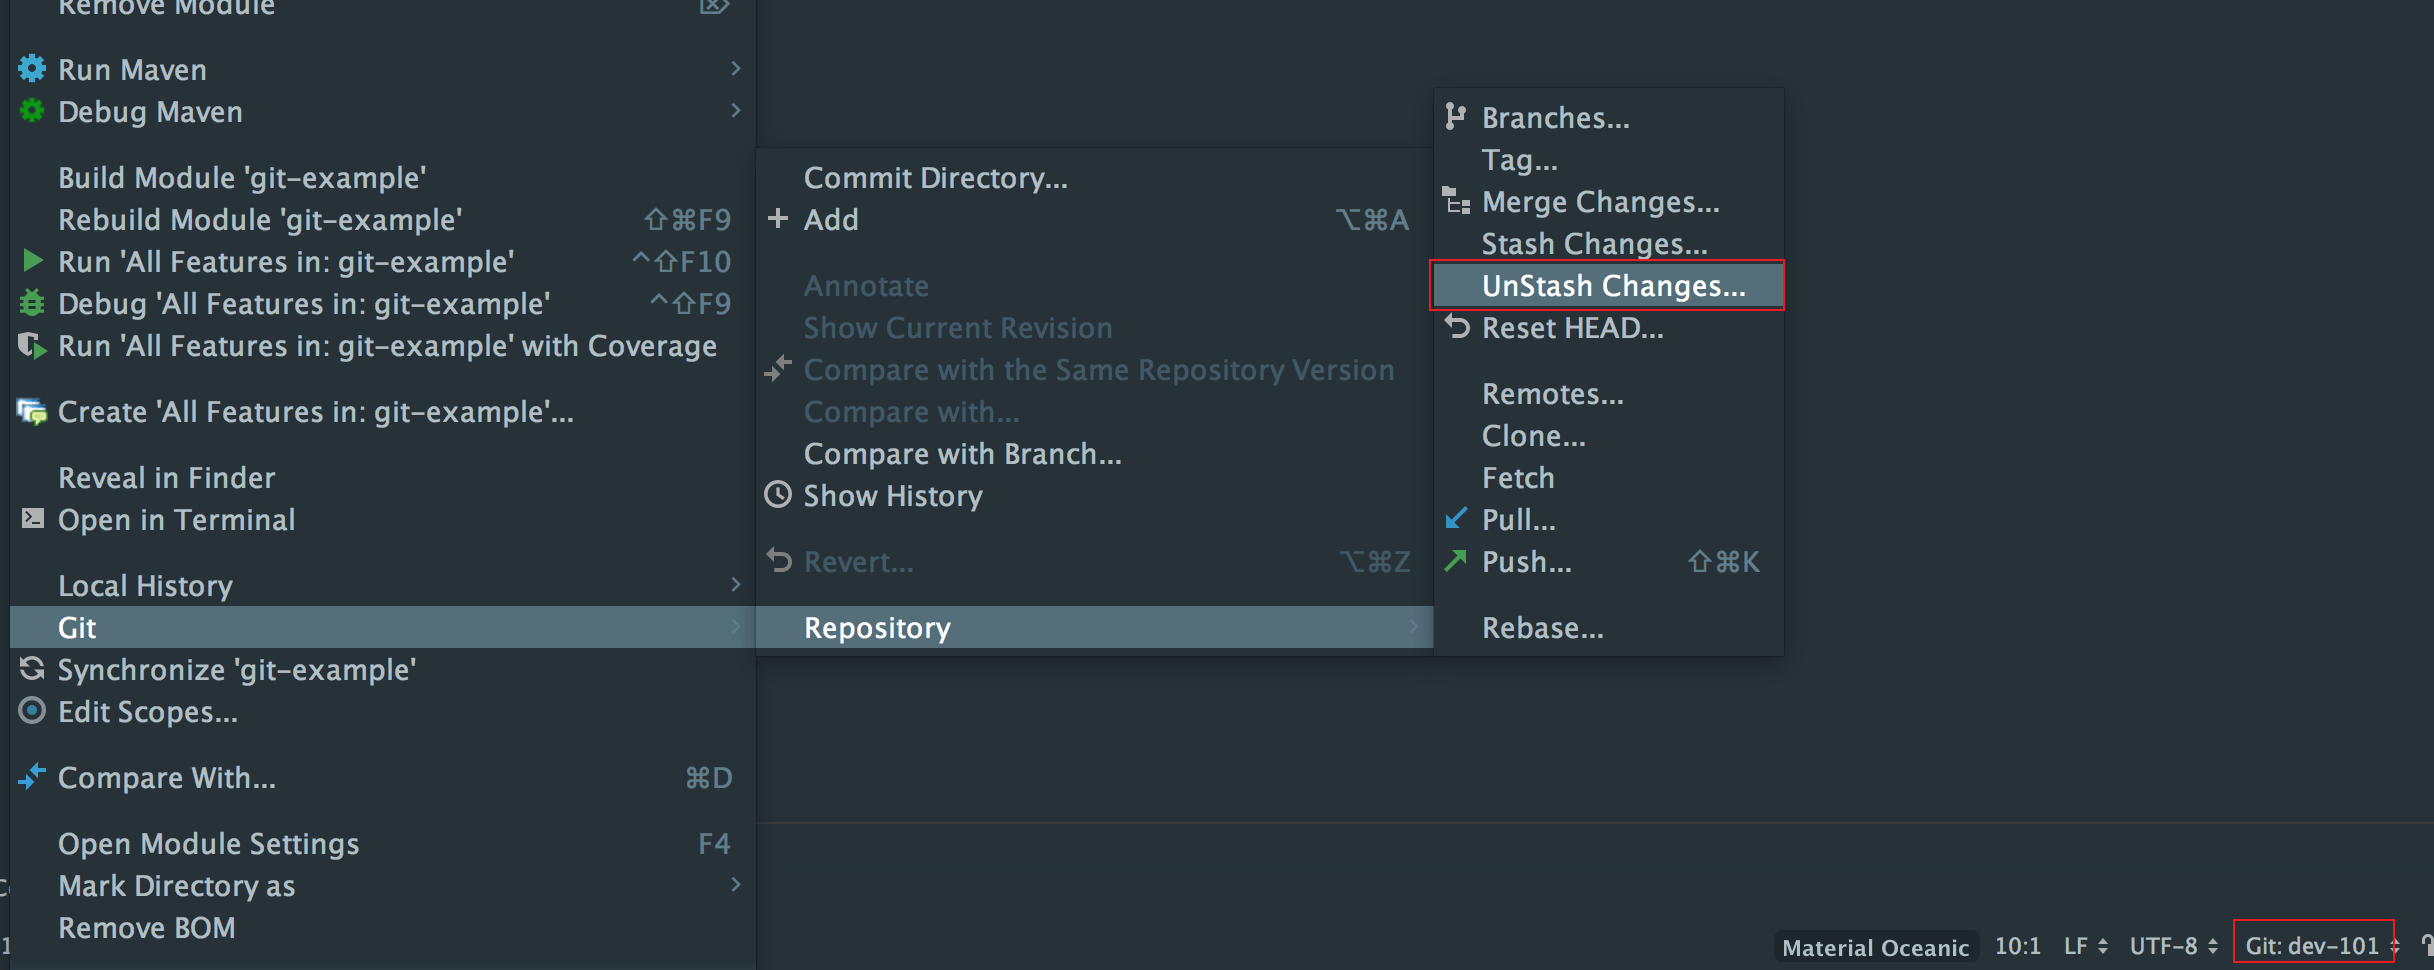 Remove Module
Run Maven
Debug Maven
Build Module 'git-example'
Rebuild Module 'git-example' ⇧⌘F9
Run 'All Features in: git-example' ^⇧F10
Debug 'All Features in: git-example' ^⇧F9
Run 'All Features in: git-example' with Coverage
Create 'All Features in: git-example'...
Reveal in Finder
Open in Terminal
Local History
Git
Synchronize 'git-example'
Edit Scopes...
Compare With... ⌘D
Open Module Settings F4
Mark Directory as
Remove BOM
Commit Directory...
Add ⌥⌘A
Annotate
Show Current Revision
Compare with the Same Repository Version
Compare with...
Compare with Branch...
Show History
Revert... ⌥⌘Z
Repository
Branches...
Tag...
Merge Changes...
Stash Changes...
UnStash Changes...
Reset HEAD...
Remotes...
Clone...
Fetch
Pull...
Push... ⇧⌘K
Rebase...
Material Oceanic 10:1 LF UTF-8 Git: dev-101